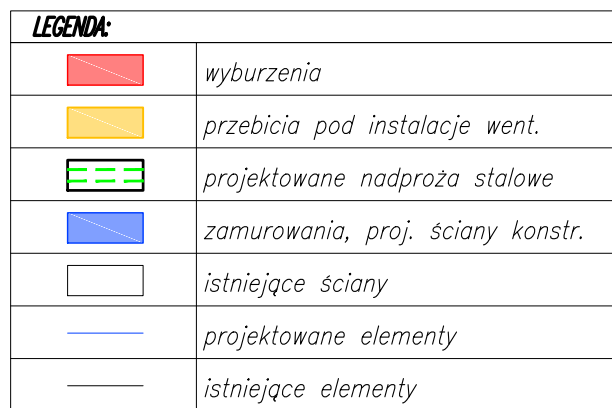 LEGENDA:
wyburzenia
przebicia pod instalacje went.
projektowane nadproża stalowe
zamurowania, proj. ściany konstr.
istniejące ściany
projektowane elementy
istniejące elementy